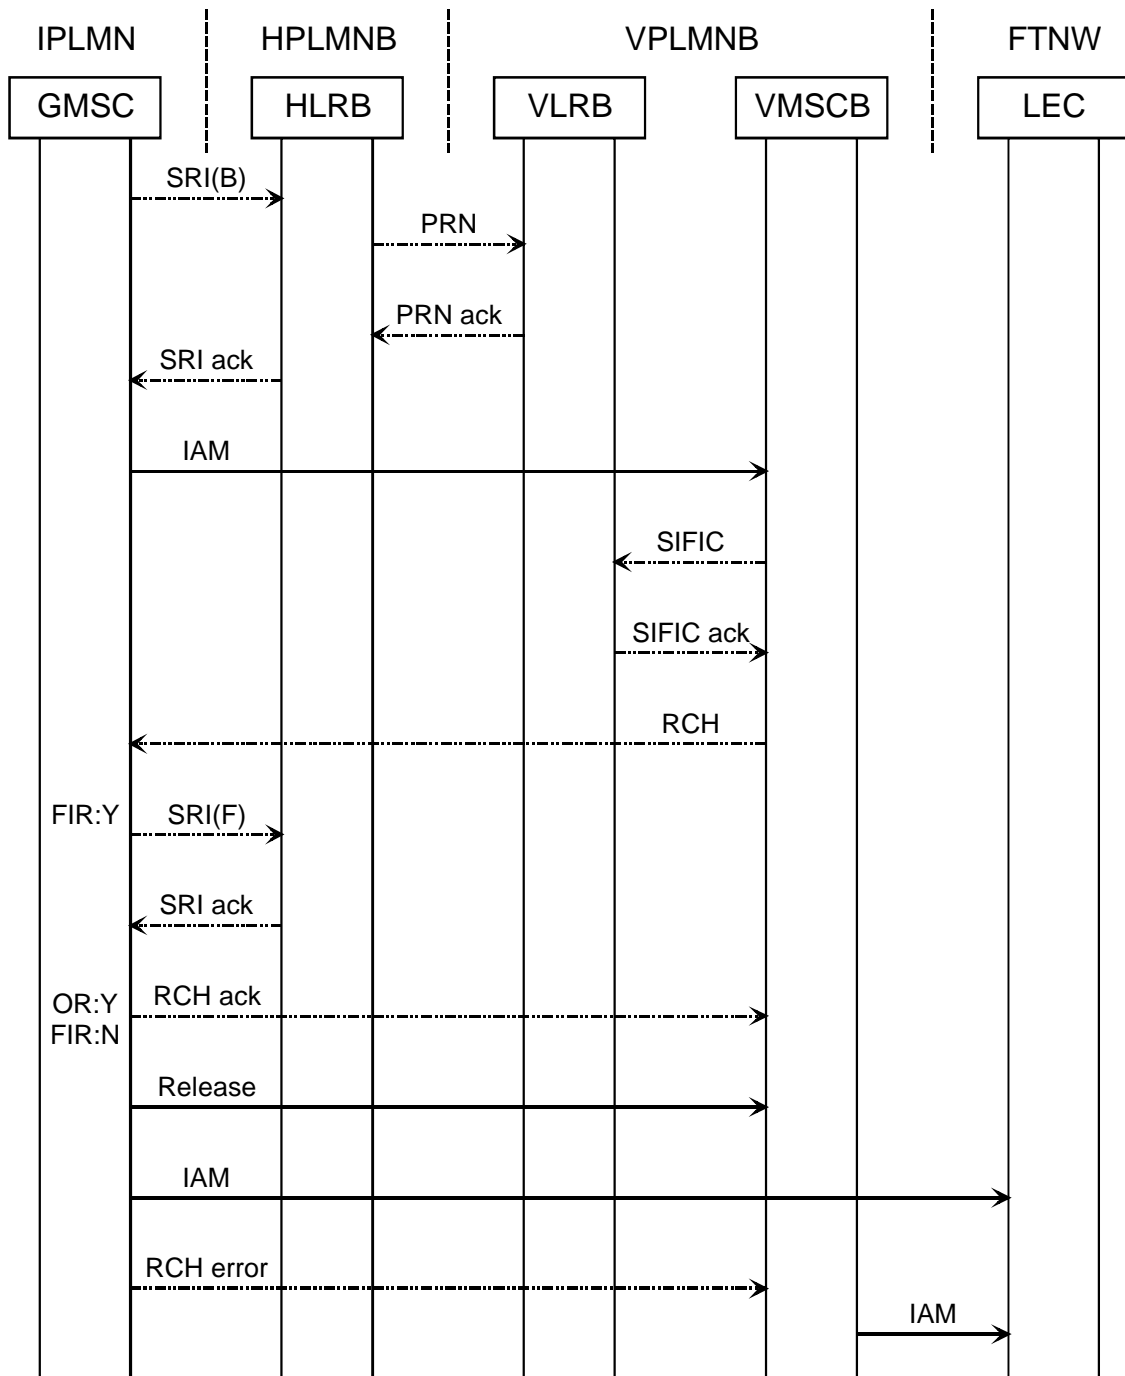 IPLMN HPLMNB VPLMNB FTNW
GMSC HLRB VLRB VMSCB LEC
SRI(B)
PRN
PRN ack
SRI ack
IAM
SIFIC
SIFIC ack
RCH
FIR:Y SRI(F)
SRI ack
OR:Y RCH ack
FIR:N
Release
IAM
RCH error
IAM